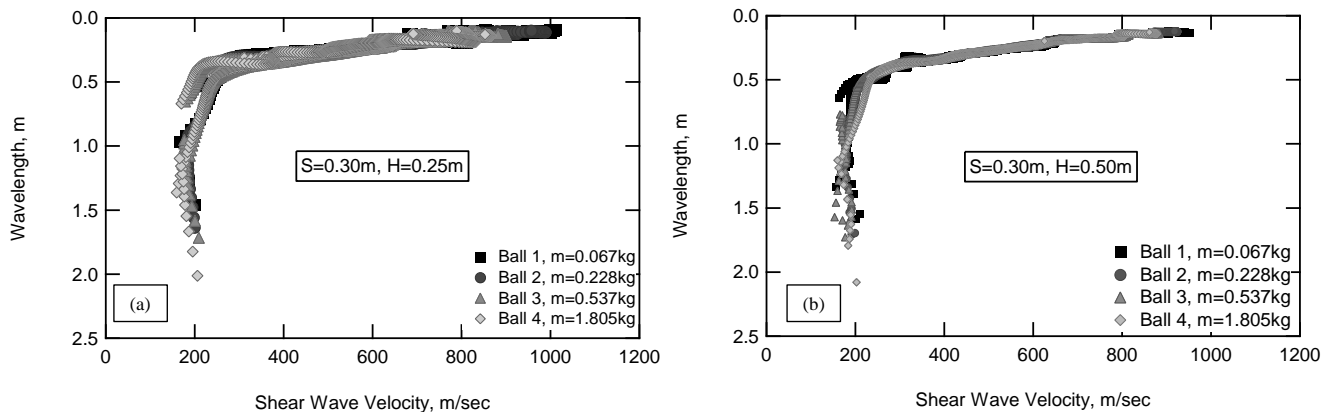 0.0
0.5
1.0
1.5
2.0
2.5
Wavelength, m
0 200 400 600 800 1000 1200
Shear Wave Velocity, m/sec
S=0.30m, H=0.25m
Ball 1, m=0.067kg
Ball 2, m=0.228kg
Ball 3, m=0.537kg
Ball 4, m=1.805kg
(a)
0.0
0.5
1.0
1.5
2.0
2.5
Wavelength, m
0 200 400 600 800 1000 1200
Shear Wave Velocity, m/sec
S=0.30m, H=0.50m
Ball 1, m=0.067kg
Ball 2, m=0.228kg
Ball 3, m=0.537kg
Ball 4, m=1.805kg
(b)